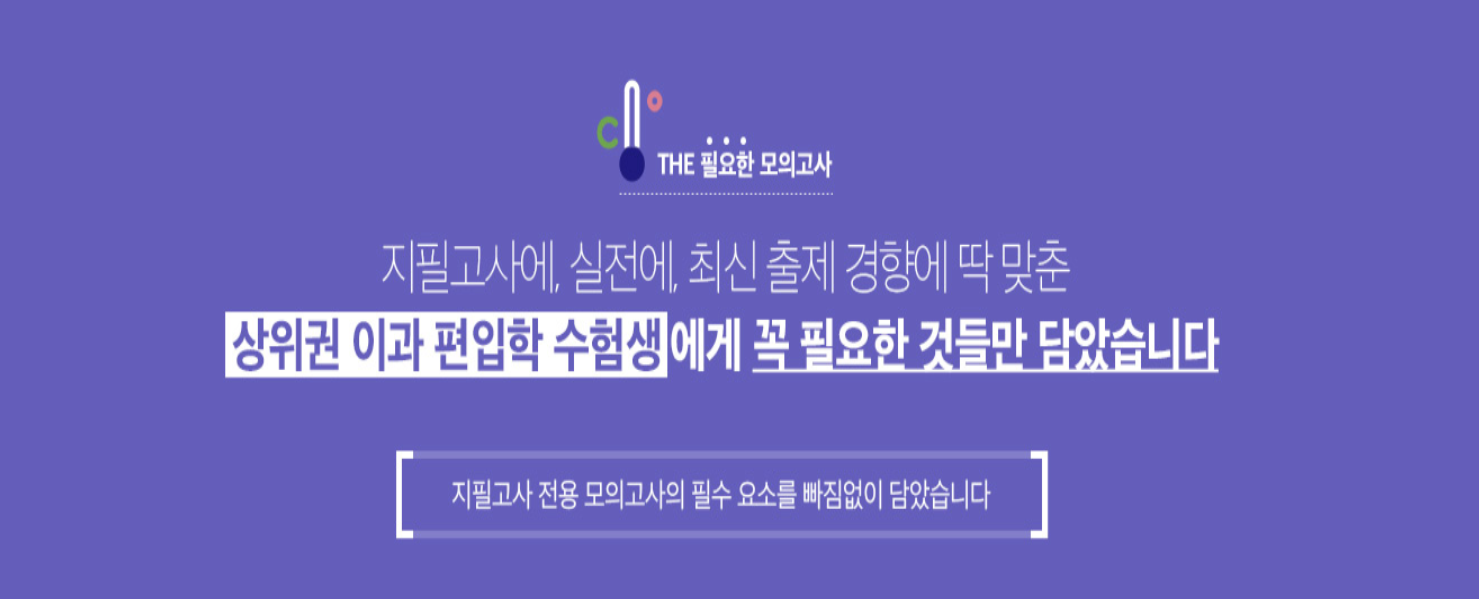 THE 필요한 모의고사
지필고사에, 실전에, 최신 출제 경향에 딱 맞춘
상위권 이과 편입학 수험생에게 꼭 필요한 것들만 담았습니다
지필고사 전용 모의고사의 필수 요소를 빠짐없이 담았습니다